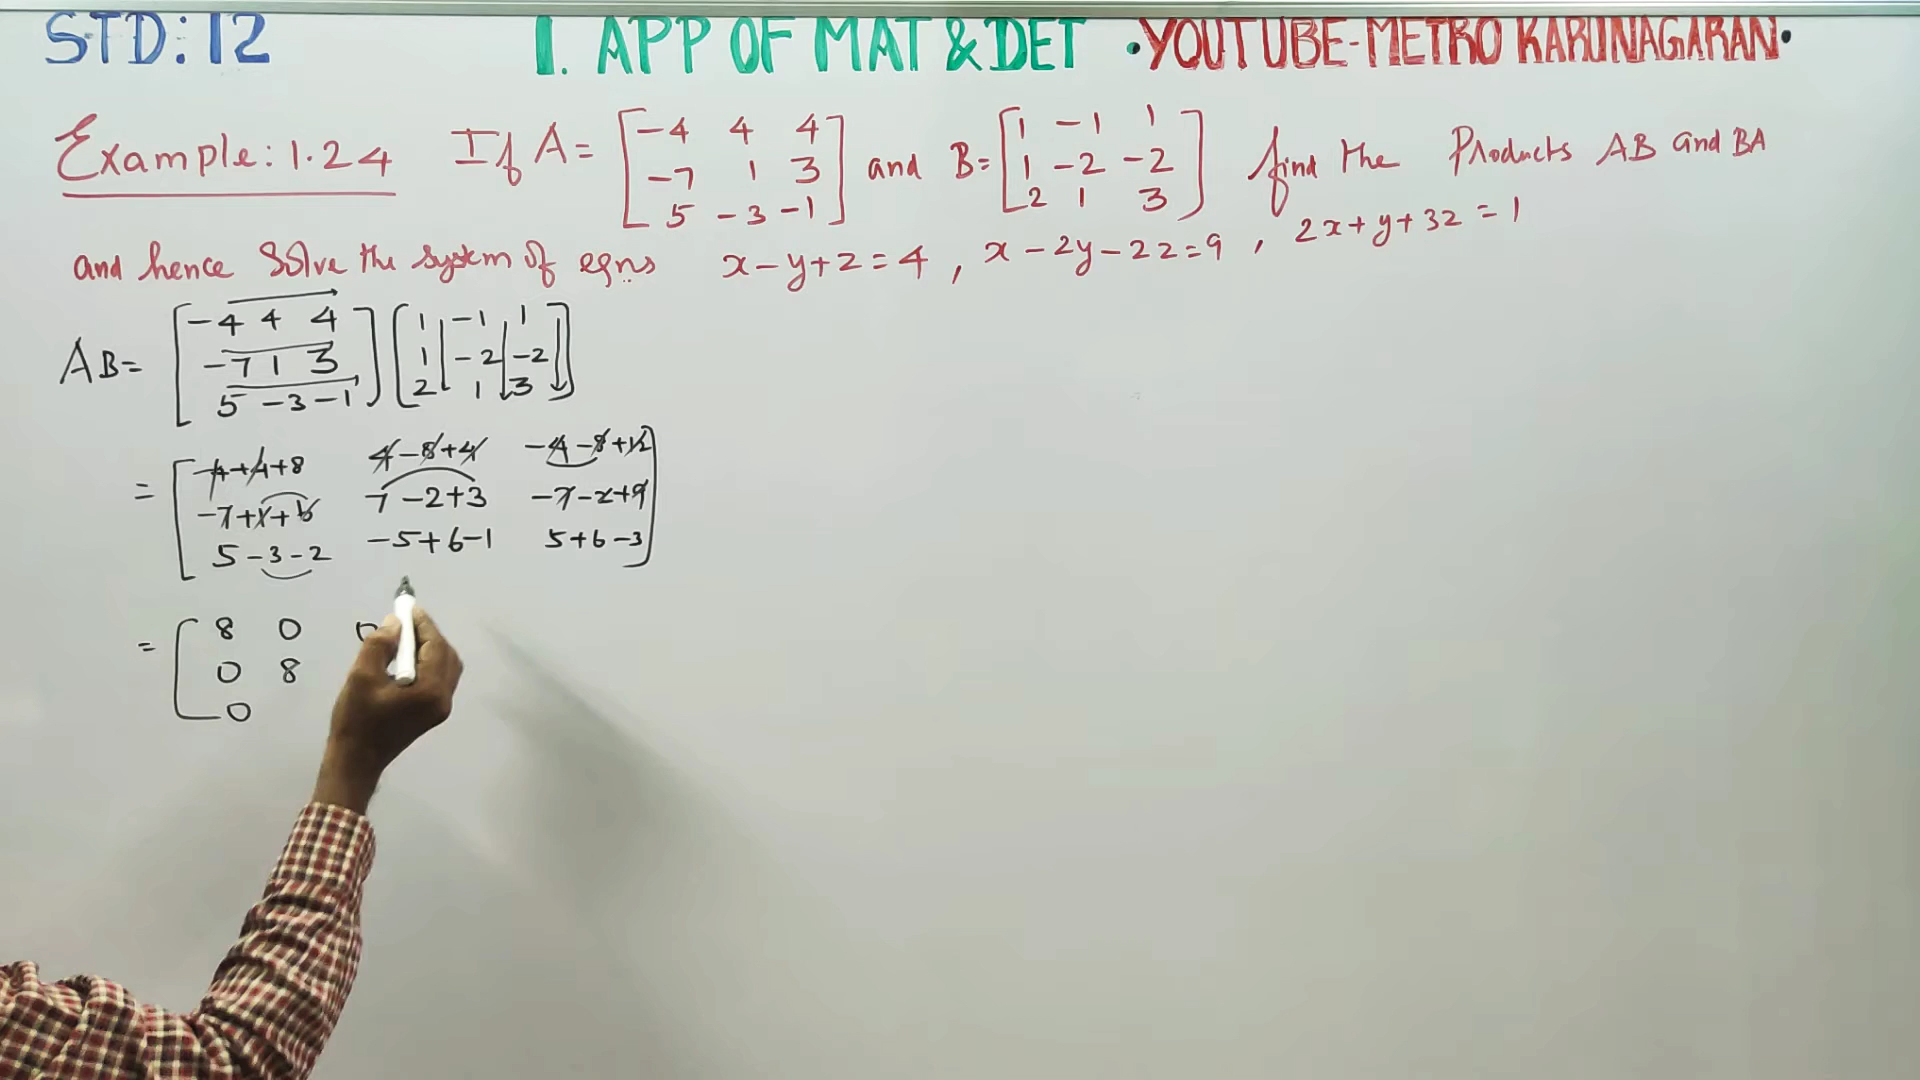 STD: 12 1. APP OF MAT & DET • YOUTUBE-METRO KARUNAGARAN •
Example: 1.24 If A = [ -4 4 4 and B = [ 1 -1 1 ] find the Products AB and BA
-7 1 3 1 -2 -2
5 -3 -1 ] 2 1 3
and hence Solve the system of eqns x-y+z=4, x-2y-2z=9, 2x+y+3z=1
AB = [ -4 4 4 ] [ 1 -1 1 ]
-7 1 3 1 -2 -2
5 -3 -1 2 1 3
= [ -4+4+8 4-8+4 -4-8+12 ]
-7+1+6 7-2+3 -7-2+9
5-3-2 -5+6-1 5+6-3
= [ 8 0 0
0 8
0